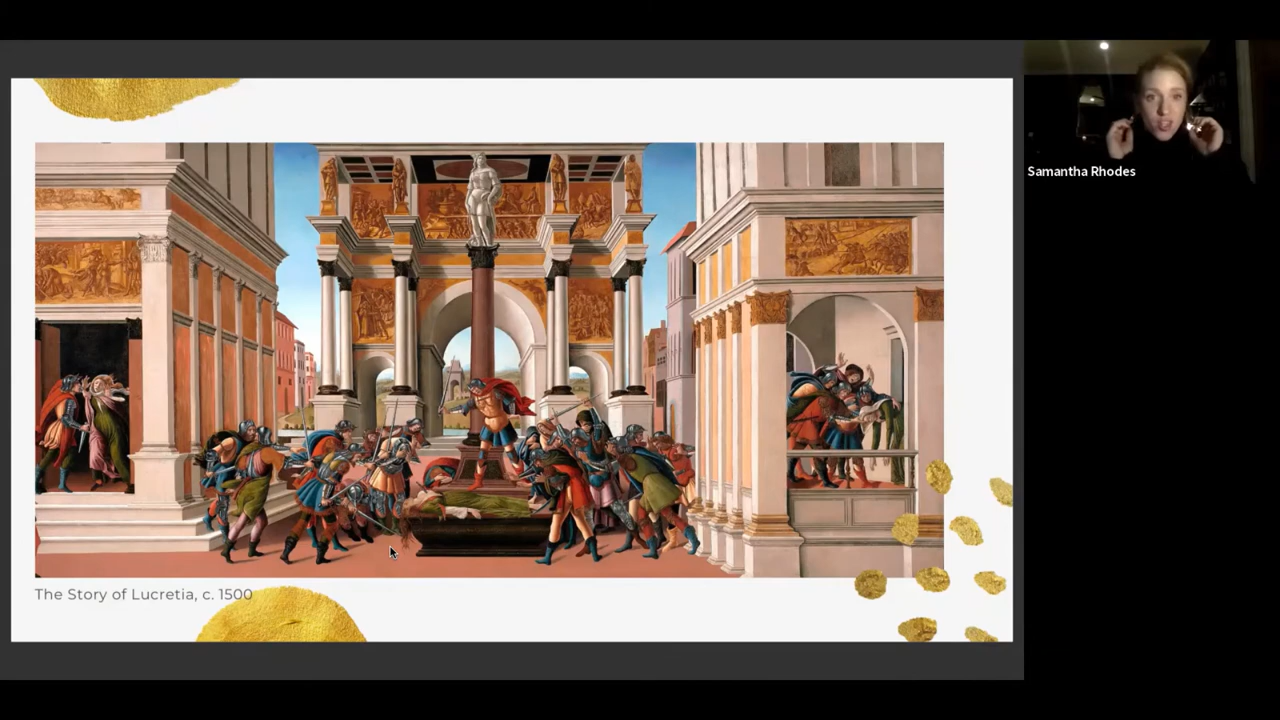 Samantha Rhodes
The Story of Lucretia, c. 1500